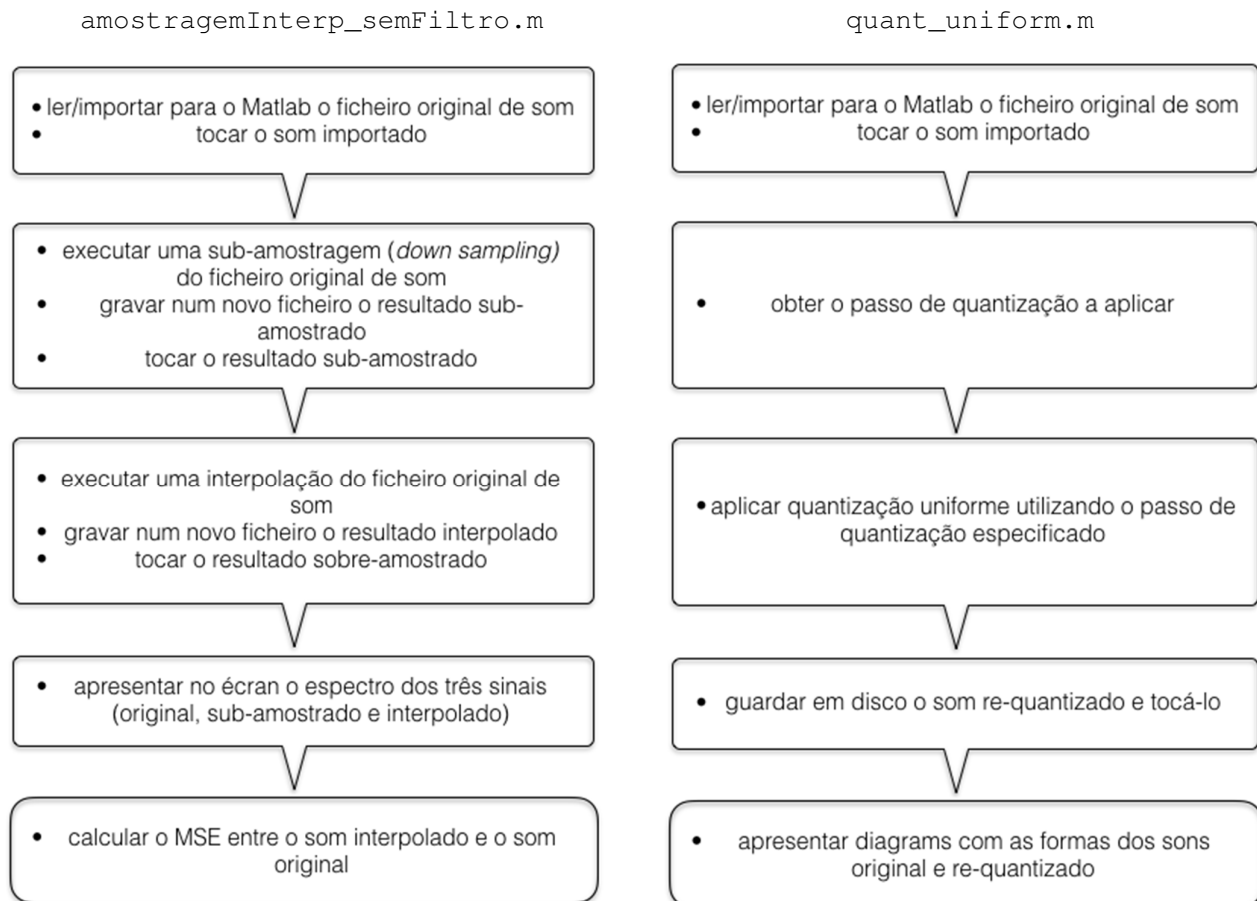 amostragemInterp_semFiltro.m
• ler/importar para o Matlab o ficheiro original de som
• tocar o som importado
• executar uma sub-amostragem (down sampling)
do ficheiro original de som
• gravar num novo ficheiro o resultado sub-
amostrado
• tocar o resultado sub-amostrado
• executar uma interpolação do ficheiro original de
som
• gravar num novo ficheiro o resultado interpolado
• tocar o resultado sobre-amostrado
• apresentar no écran o espectro dos três sinais
(original, sub-amostrado e interpolado)
• calcular o MSE entre o som interpolado e o som
original
quant_uniform.m
• ler/importar para o Matlab o ficheiro original de som
• tocar o som importado
• obter o passo de quantização a aplicar
• aplicar quantização uniforme utilizando o passo de
quantização especificado
• guardar em disco o som re-quantizado e tocá-lo
• apresentar diagrams com as formas dos sons
original e re-quantizado